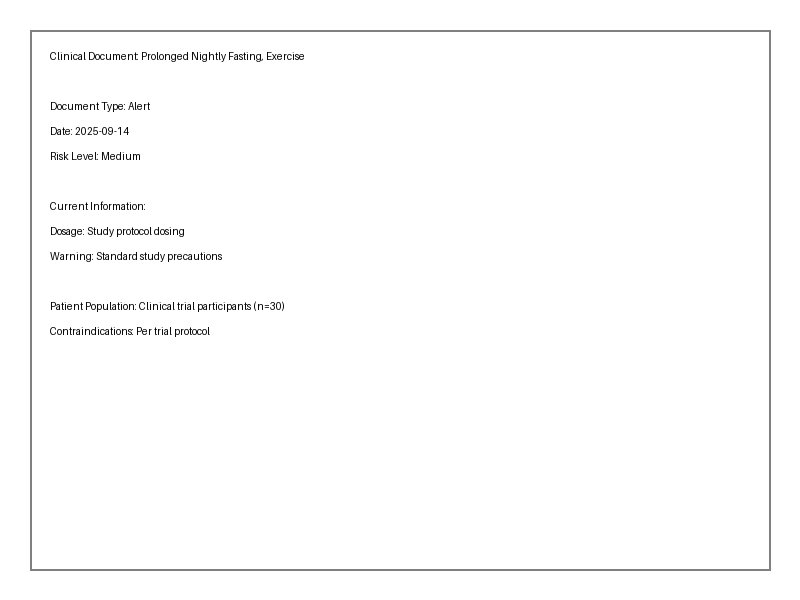 Clinical Document: Prolonged Nightly Fasting, Exercise
Document Type: Alert
Date: 2025-09-14
Risk Level: Medium
Current Information:
Dosage: Study protocol dosing
Warning: Standard study precautions
Patient Population: Clinical trial participants (n=30)
Contraindications: Per trial protocol